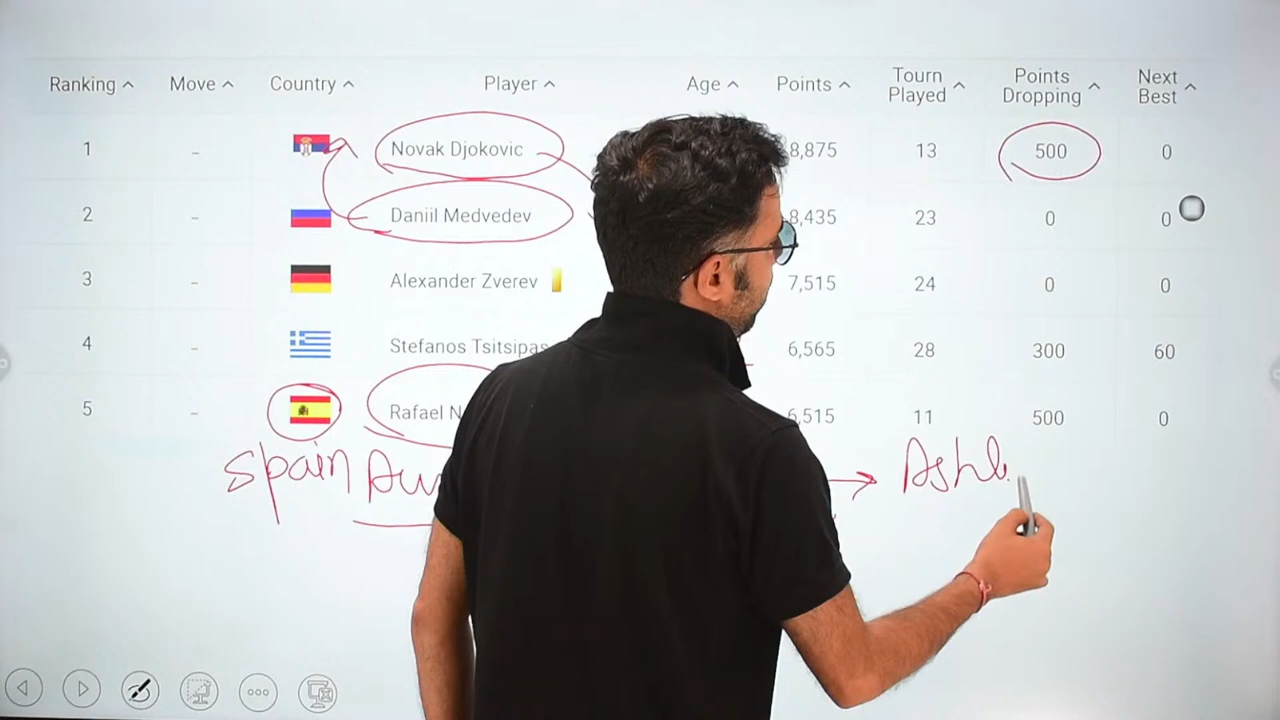 Ranking Move Country Player Age Points Tourn Played Points Dropping Next Best
1 – Novak Djokovic 8,875 13 500 0
2 – Daniil Medvedev 8,435 23 0 0
3 – Alexander Zverev 7,515 24 0 0
4 – Stefanos Tsitsipas 6,565 28 300 60
5 – Rafael N 6,515 11 500 0
Spain → Ashl